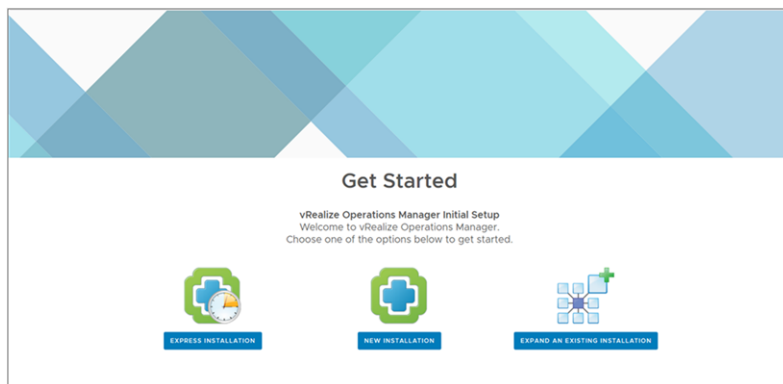 Get Started
vRealize Operations Manager Initial Setup
Welcome to vRealize Operations Manager.
Choose one of the options below to get started.
EXPRESS INSTALLATION
NEW INSTALLATION
EXPAND AN EXISTING INSTALLATION